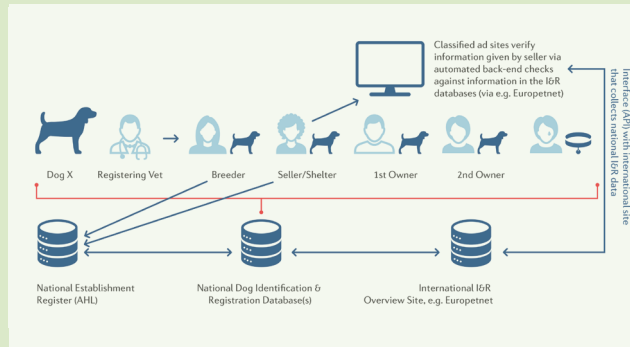 Classified ad sites verify
information given by seller via
automated back-end checks
against information in the I&R
databases (via e.g. Europetnet)
Interface (API) with international site
that collects national I&R data
Dog X
Registering Vet
Breeder
Seller/Shelter
1st Owner
2nd Owner
National Establishment
Register (AHL)
National Dog Identification &
Registration Database(s)
International I&R
Overview Site, e.g. Europetnet